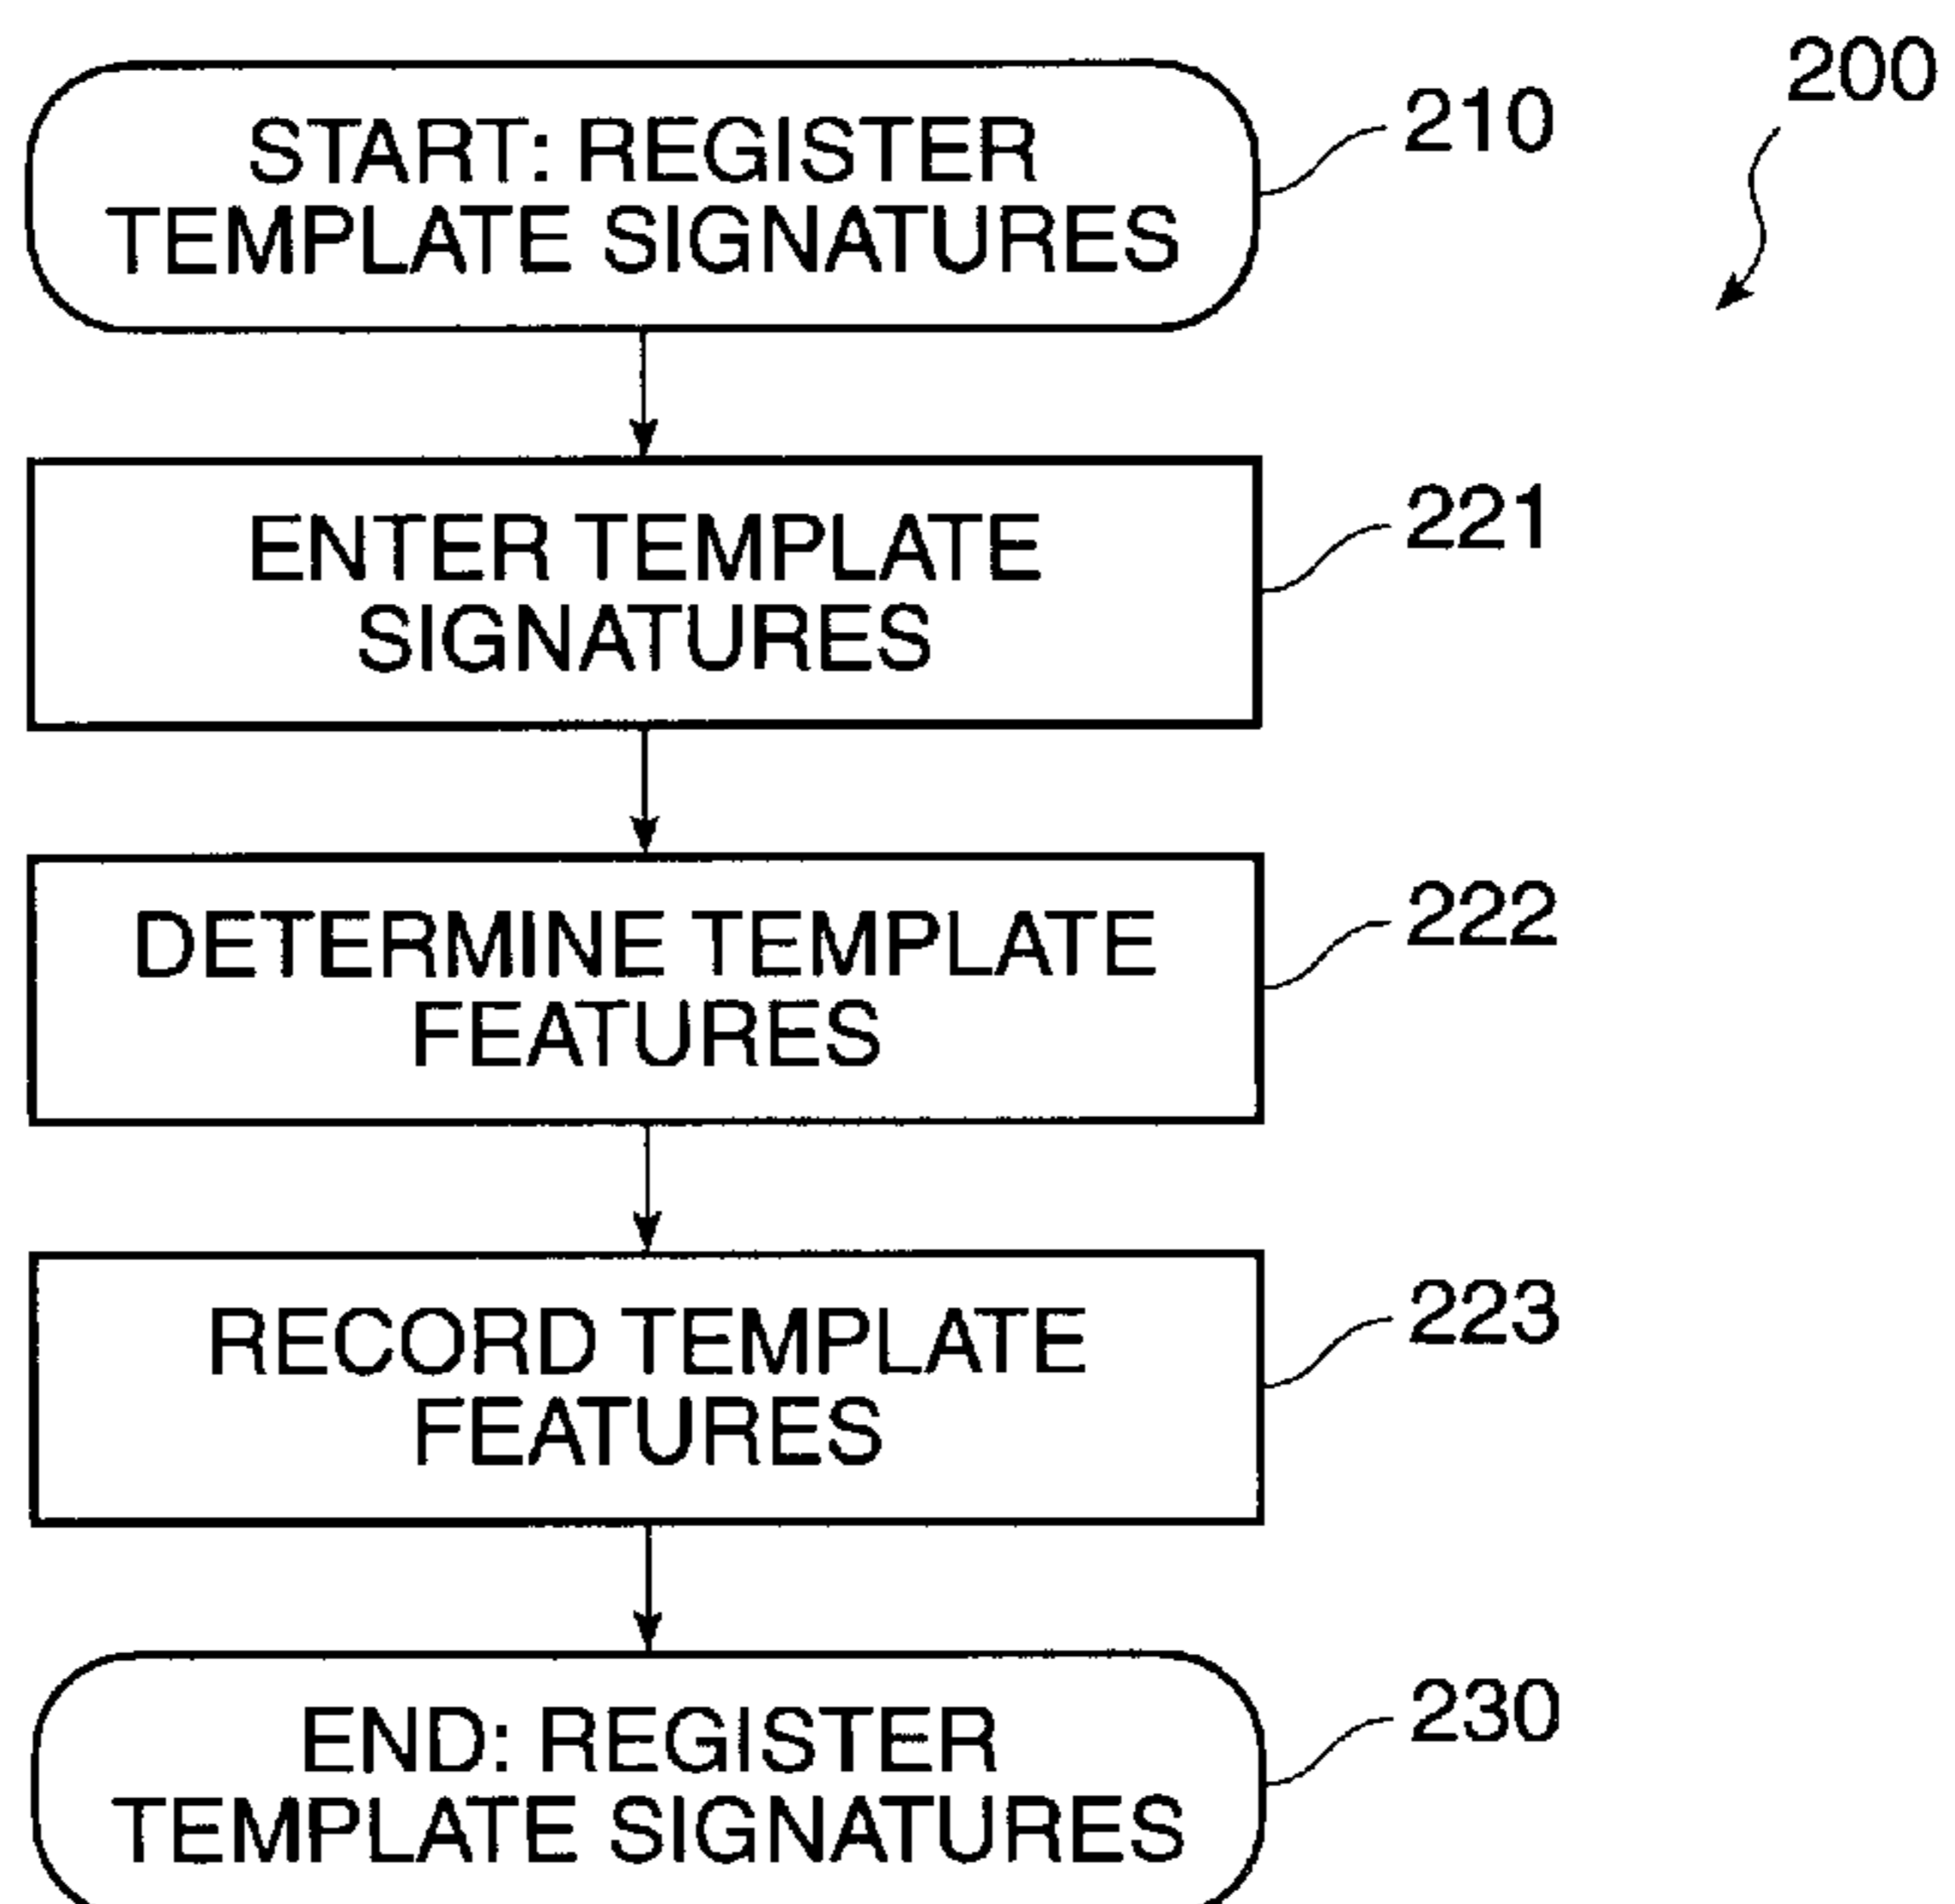 200
START: REGISTER
TEMPLATE SIGNATURES
210
ENTER TEMPLATE
SIGNATURES
221
DETERMINE TEMPLATE
FEATURES
222
RECORD TEMPLATE
FEATURES
223
END: REGISTER
TEMPLATE SIGNATURES
230